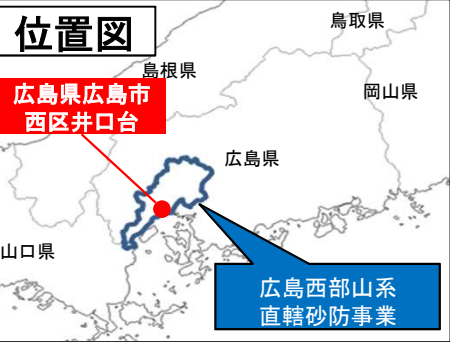 位置図
鳥取県
島根県
岡山県
広島県広島市
西区井口台
広島県
山口県
広島西部山系
直轄砂防事業